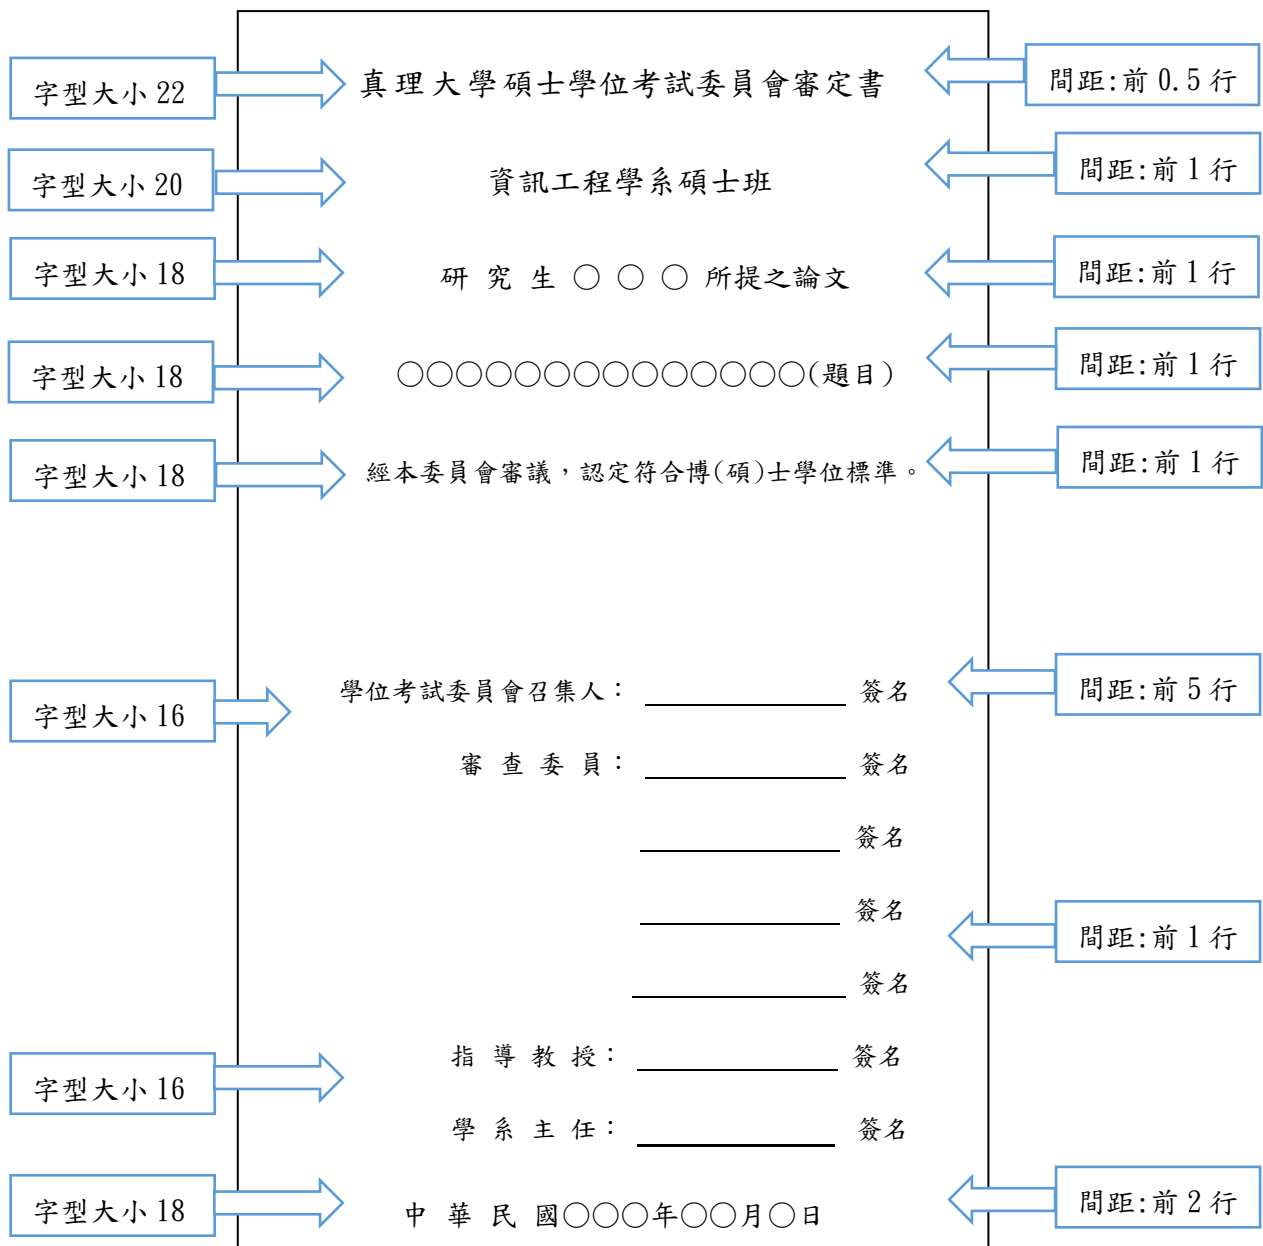 字型大小 22
真理大學碩士學位考試委員會審定書
間距:前 0.5 行
字型大小 20
資訊工程學系碩士班
間距:前 1 行
字型大小 18
研 究 生 ○ ○ ○ 所提之論文
間距:前 1 行
字型大小 18
○○○○○○○○○○○○○○(題目)
間距:前 1 行
字型大小 18
經本委員會審議，認定符合博(碩)士學位標準。
間距:前 1 行
字型大小 16
學位考試委員會召集人： 簽名
間距:前 5 行
審 查 委 員： 簽名
簽名
簽名
間距:前 1 行
簽名
字型大小 16
指 導 教 授： 簽名
學 系 主 任： 簽名
字型大小 18
中 華 民 國○○○年○○月○日
間距:前 2 行